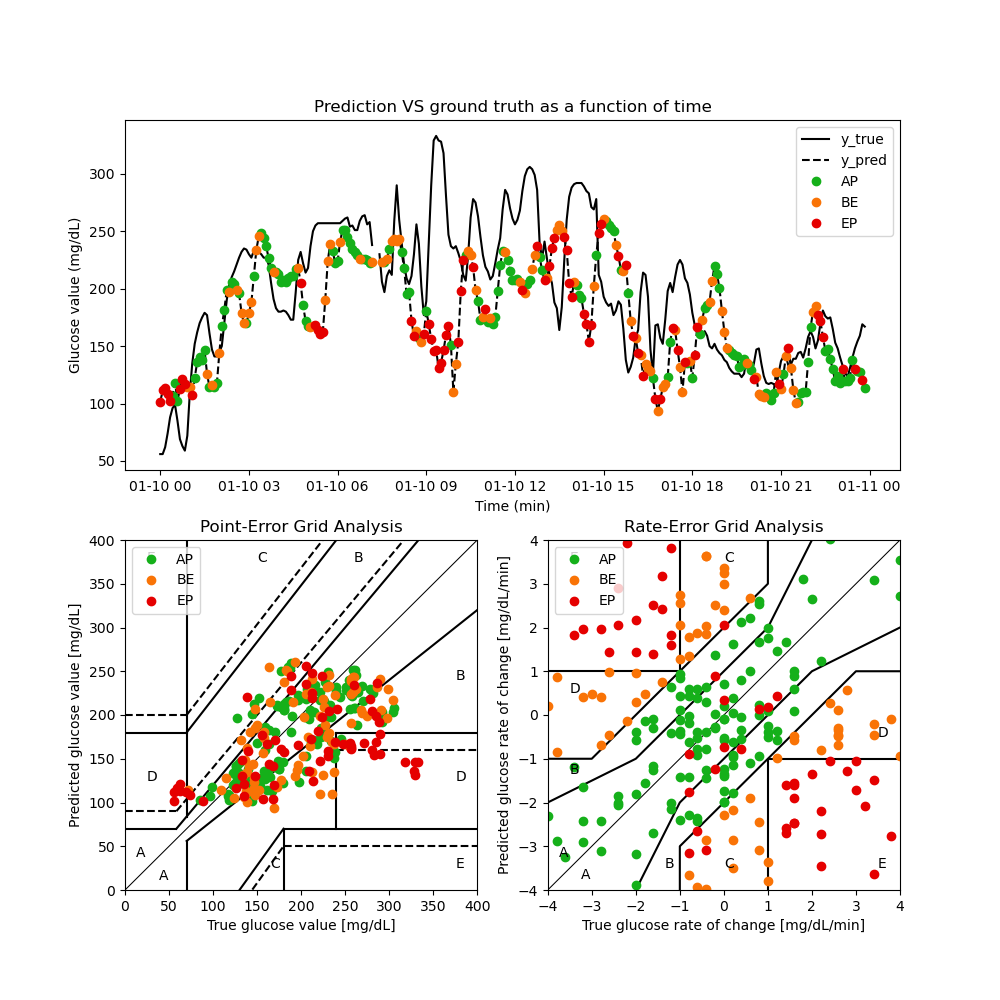 Prediction VS ground truth as a function of time
Glucose value (mg/dL)
300
250
200
150
100
50
y_true
y_pred
AP
BE
EP
01-10 00 01-10 03 01-10 06 01-10 09 01-10 12 01-10 15 01-10 18 01-10 21 01-11 00
Time (min)
Point-Error Grid Analysis
Predicted glucose value [mg/dL]
400
350
300
250
200
150
100
50
0
AP
BE
EP
C
B
B
D
D
A
A
C
E
0 50 100 150 200 250 300 350 400
True glucose value [mg/dL]
Rate-Error Grid Analysis
Predicted glucose rate of change [mg/dL/min]
4
3
2
1
0
−1
−2
−3
−4
AP
BE
EP
C
D
D
B
A
A
B
C
E
−4 −3 −2 −1 0 1 2 3 4
True glucose rate of change [mg/dL/min]